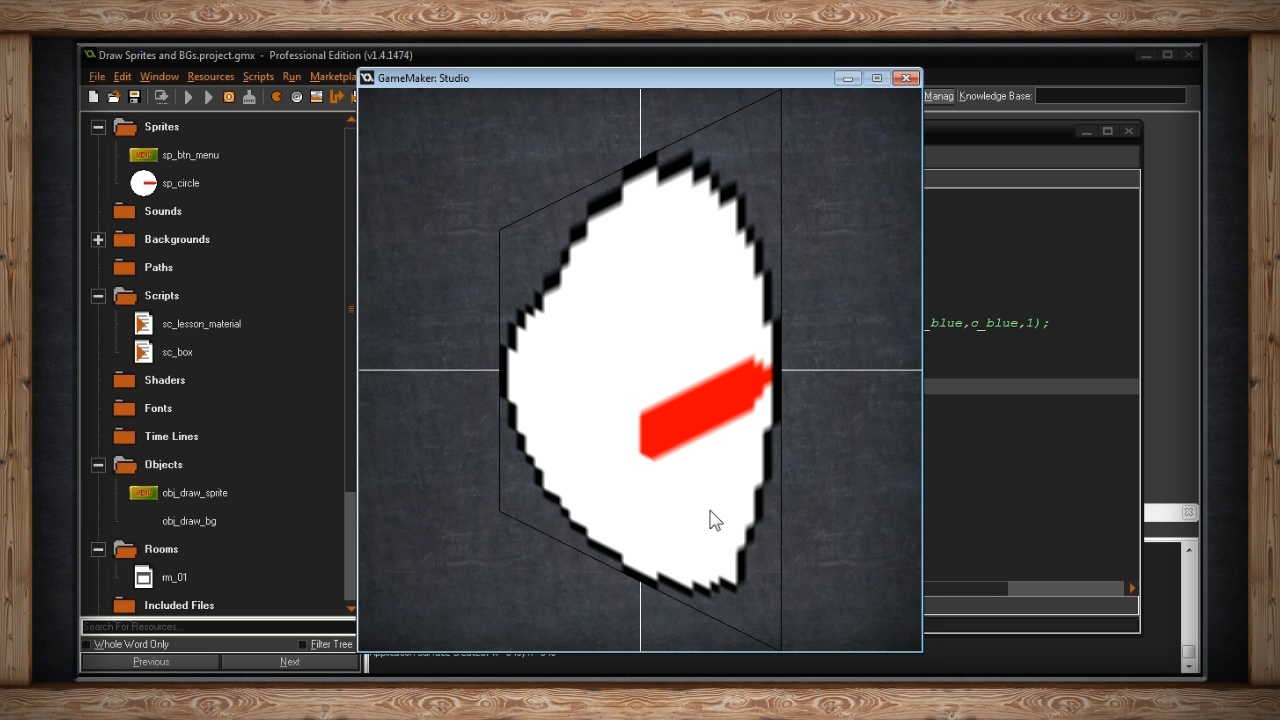 Draw Sprites and BGs.project.gmx - Professional Edition (v1.4.1474)
File Edit Window Resources Scripts Run Marketpla
GameMaker: Studio
Manag Knowledge Base:
Sprites
sp_btn_menu
sp_circle
Sounds
Backgrounds
Paths
Scripts
sc_lesson_material
_blue,c_blue,1);
sc_box
Shaders
Fonts
Time Lines
Objects
obj_draw_sprite
obj_draw_bg
Rooms
rm_01
Included Files
Search For Resources...
Whole Word Only Filter Tree
Previous Next